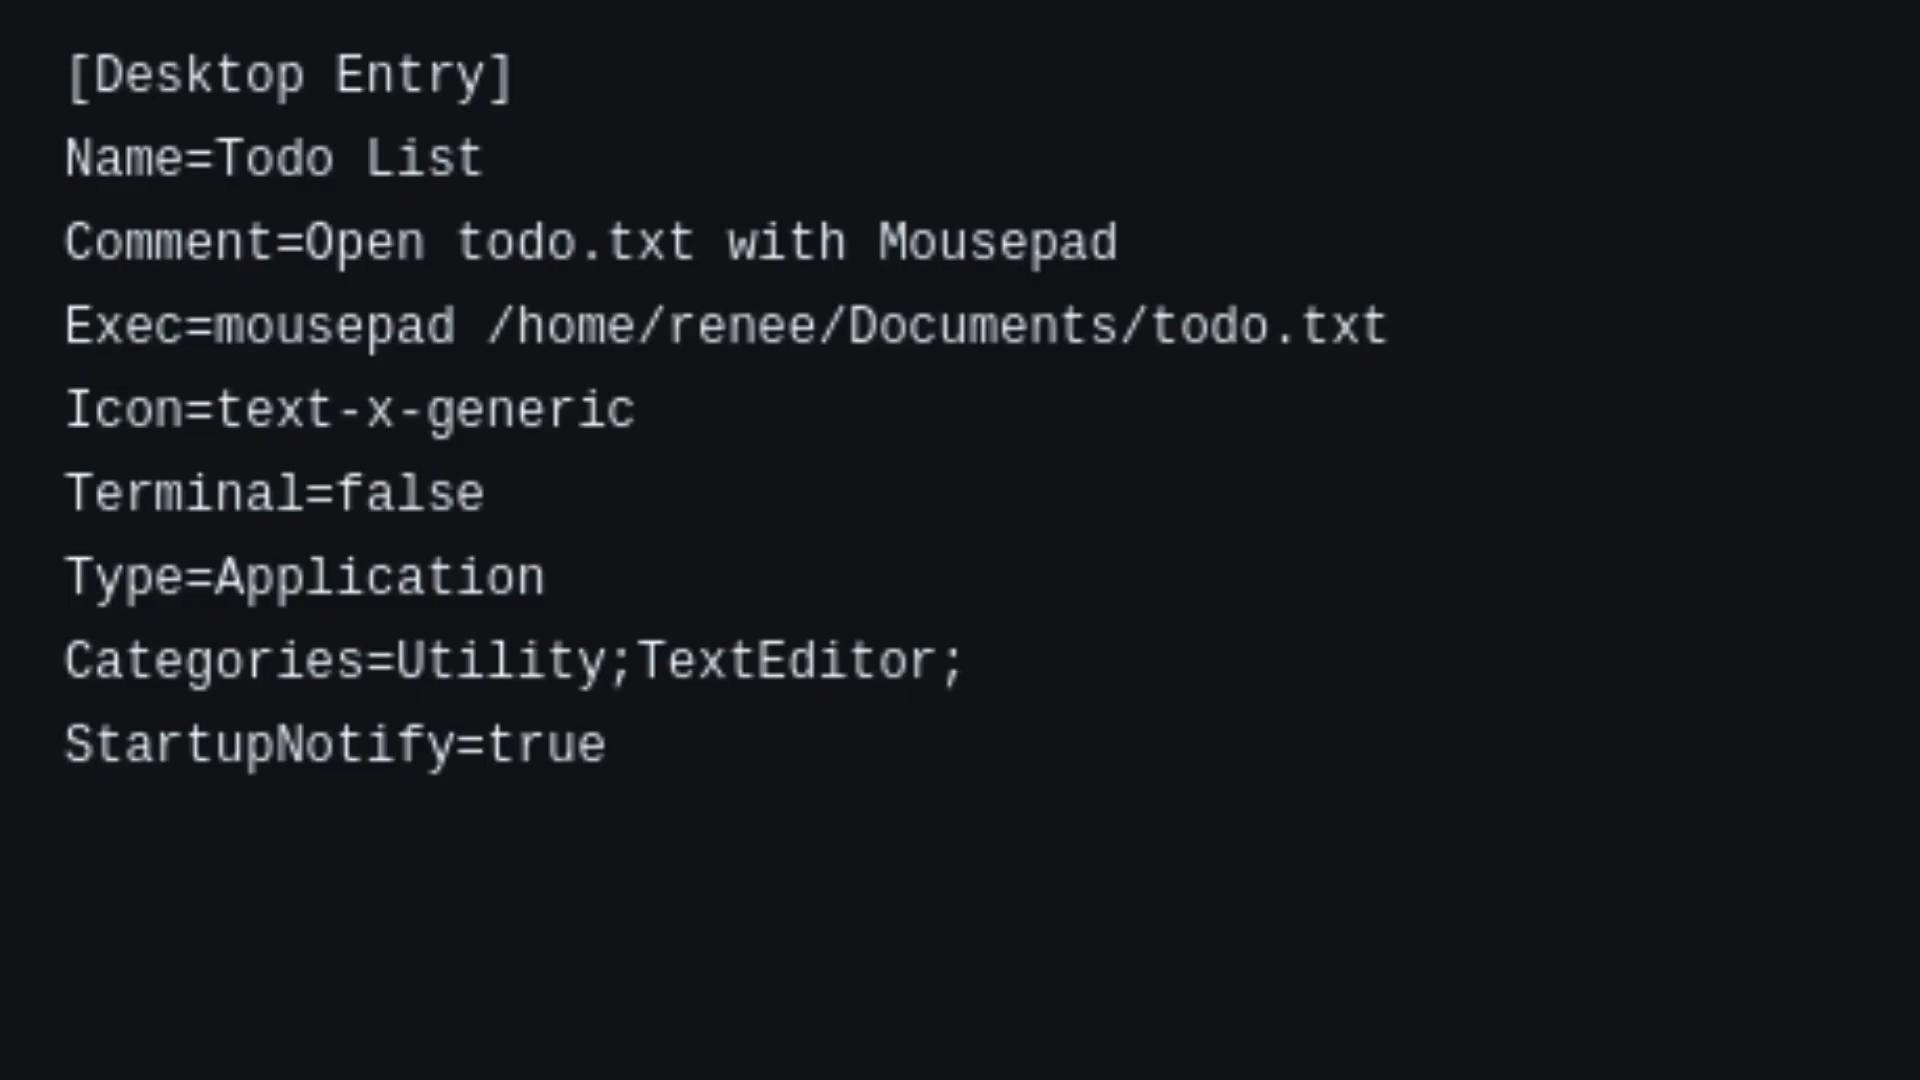 [Desktop Entry]
Name=Todo List
Comment=Open todo.txt with Mousepad
Exec=mousepad /home/renee/Documents/todo.txt
Icon=text-x-generic
Terminal=false
Type=Application
Categories=Utility;TextEditor;
StartupNotify=true